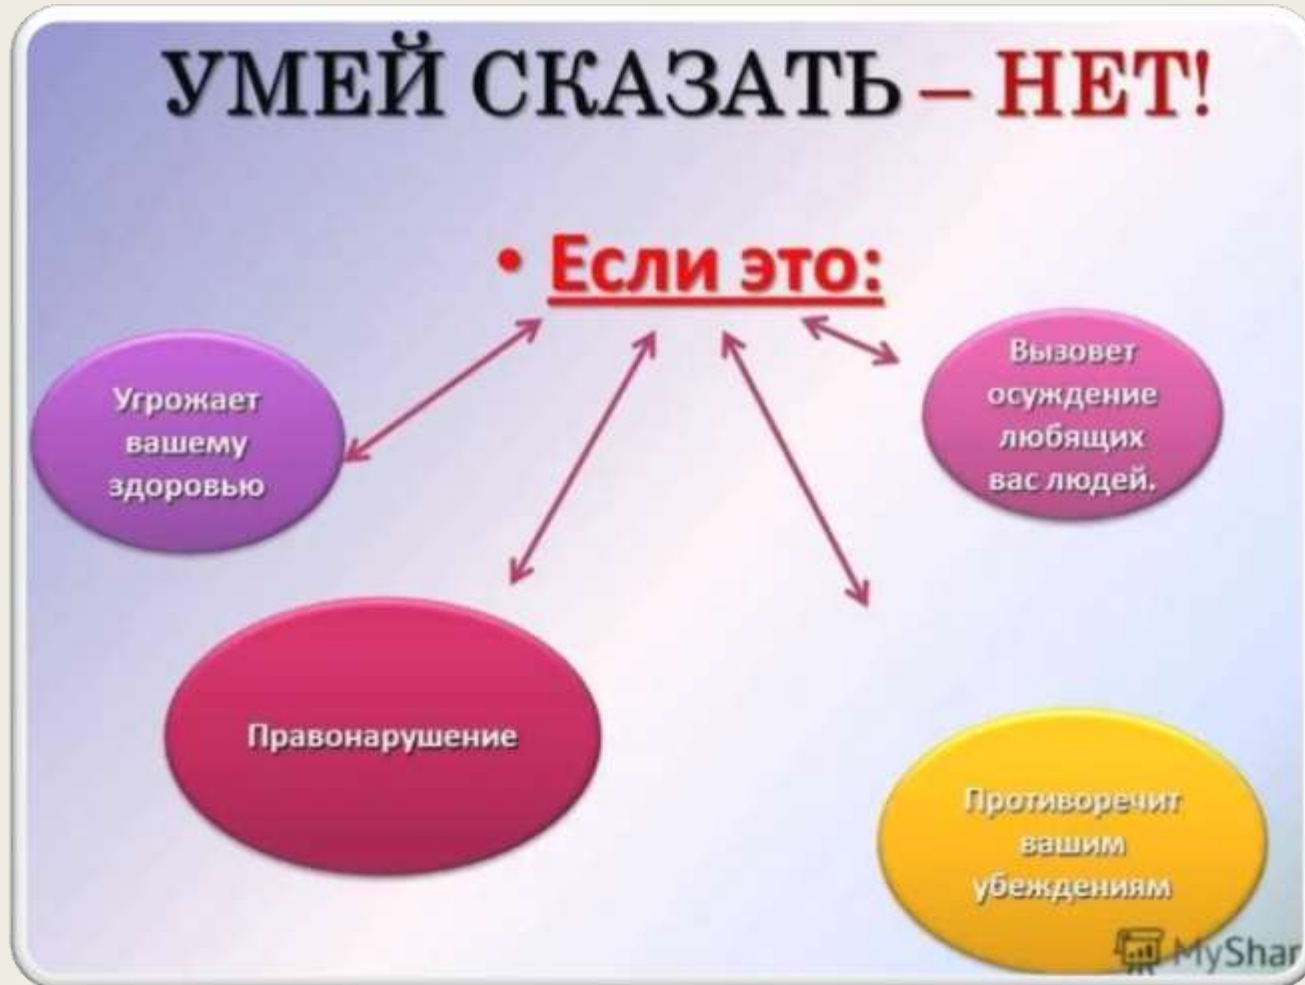 УМЕЙ СКАЗАТЬ – НЕТ!
• Если это:
Угрожает
вашему
здоровью
Вызовет
осуждение
любящих
вас людей.
Правонарушение
Противоречит
вашим
убеждениям
MyShar